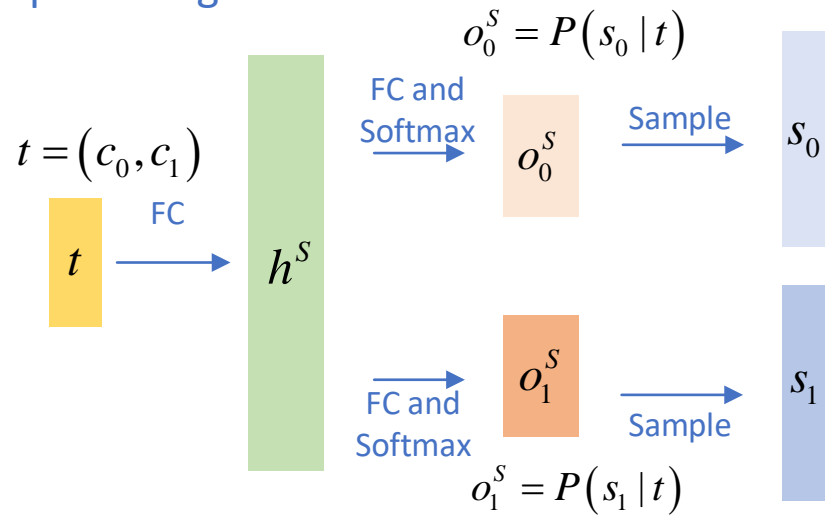 o_0^S = P(s_0 | t)
FC and
Softmax
Sample
o_0^S
s_0
t = (c_0, c_1)
FC
t
h^S
o_1^S
s_1
FC and
Softmax
Sample
o_1^S = P(s_1 | t)